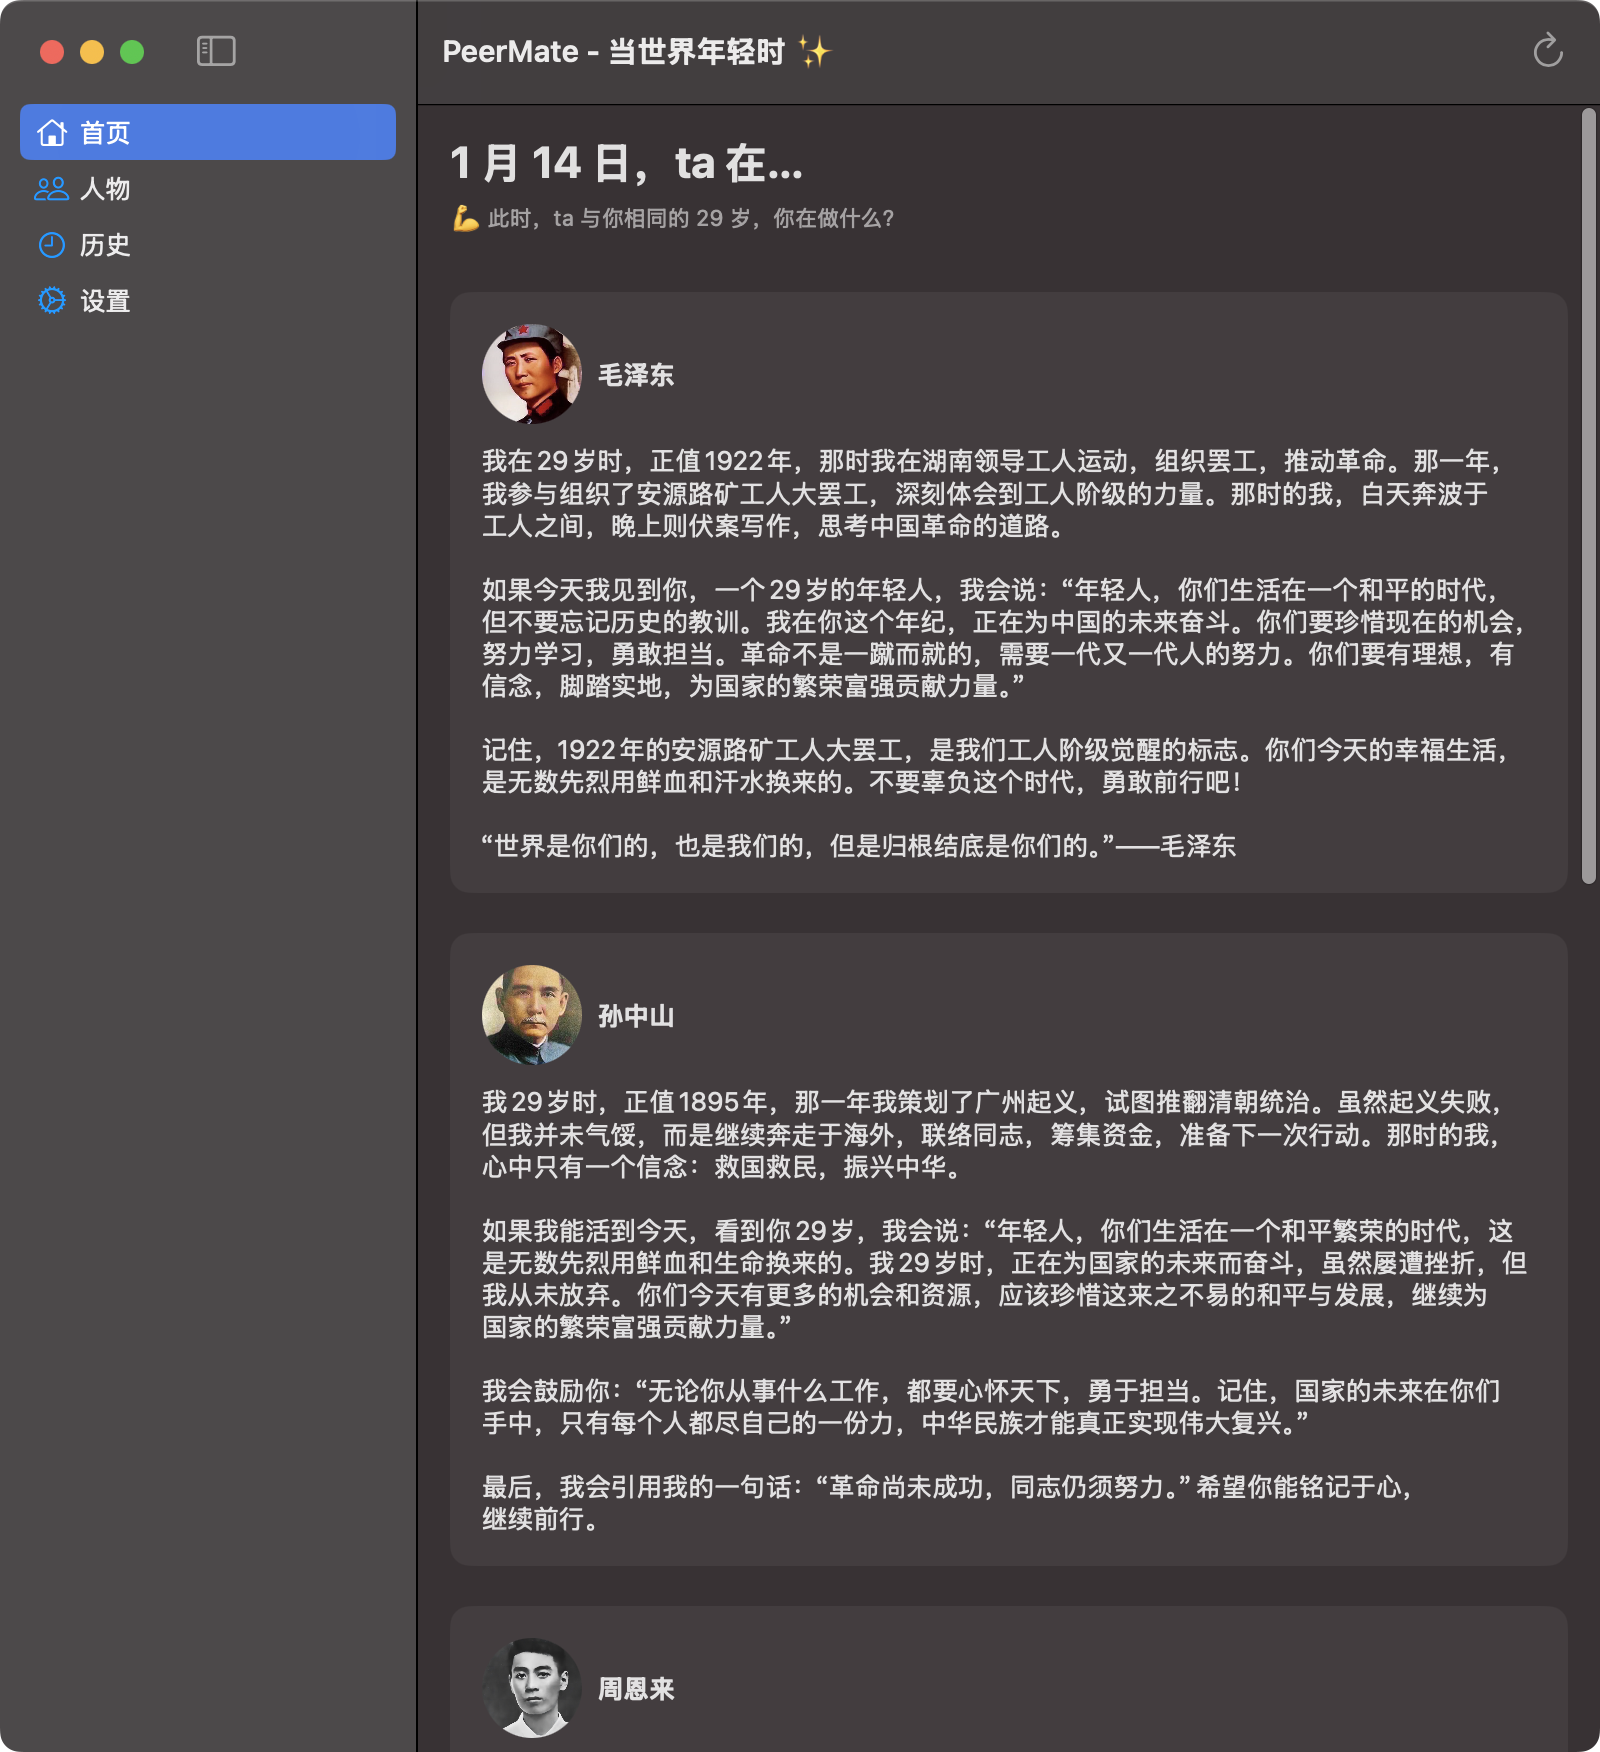 PeerMate - 当世界年轻时 ✨
首页
人物
历史
设置
1 月 14 日，ta 在...
💪 此时，ta 与你相同的 29 岁，你在做什么?
毛泽东
我在29岁时，正值1922年，那时我在湖南领导工人运动，组织罢工，推动革命。那一年，
我参与组织了安源路矿工人大罢工，深刻体会到工人阶级的力量。那时的我，白天奔波于
工人之间，晚上则伏案写作，思考中国革命的道路。
如果今天我见到你，一个29岁的年轻人，我会说：“年轻人，你们生活在一个和平的时代，
但不要忘记历史的教训。我在你这个年纪，正在为中国的未来奋斗。你们要珍惜现在的机会，
努力学习，勇敢担当。革命不是一蹴而就的，需要一代又一代人的努力。你们要有理想，有
信念，脚踏实地，为国家的繁荣富强贡献力量。”
记住，1922年的安源路矿工人大罢工，是我们工人阶级觉醒的标志。你们今天的幸福生活，
是无数先烈用鲜血和汗水换来的。不要辜负这个时代，勇敢前行吧！
“世界是你们的，也是我们的，但是归根结底是你们的。”——毛泽东
孙中山
我29岁时，正值1895年，那一年我策划了广州起义，试图推翻清朝统治。虽然起义失败，
但我并未气馁，而是继续奔走于海外，联络同志，筹集资金，准备下一次行动。那时的我，
心中只有一个信念：救国救民，振兴中华。
如果我能活到今天，看到你29岁，我会说：“年轻人，你们生活在一个和平繁荣的时代，这
是无数先烈用鲜血和生命换来的。我29岁时，正在为国家的未来而奋斗，虽然屡遭挫折，但
我从未放弃。你们今天有更多的机会和资源，应该珍惜这来之不易的和平与发展，继续为
国家的繁荣富强贡献力量。”
我会鼓励你：“无论你从事什么工作，都要心怀天下，勇于担当。记住，国家的未来在你们
手中，只有每个人都尽自己的一份力，中华民族才能真正实现伟大复兴。”
最后，我会引用我的一句话：“革命尚未成功，同志仍须努力。”希望你能铭记于心，
继续前行。
周恩来